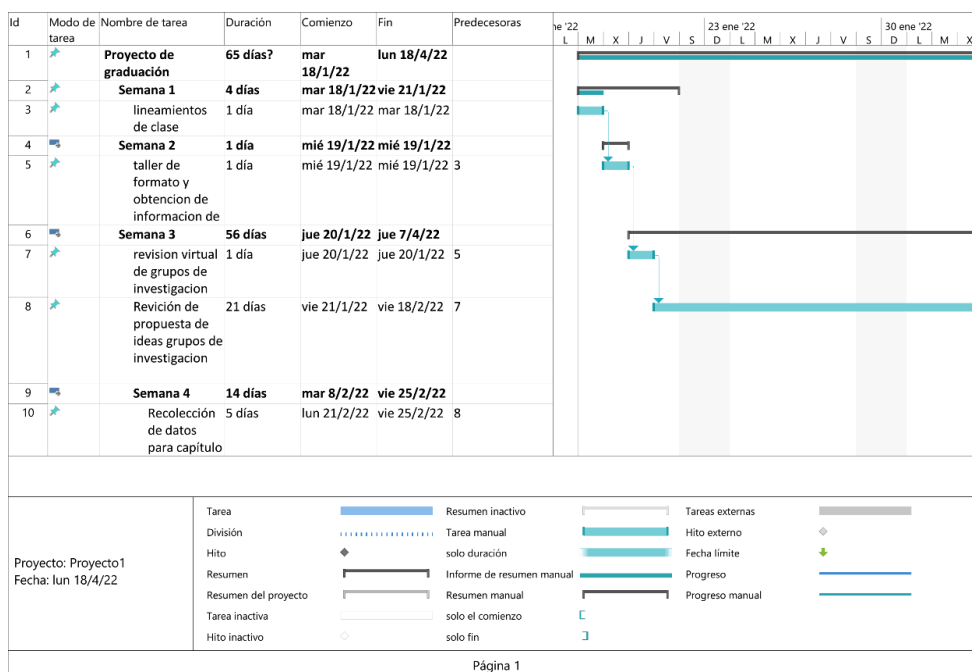 Id Modo de tarea Nombre de tarea Duración Comienzo Fin Predecesoras
ne '22 23 ene '22 30 ene '22
L M X J V S D L M X J V S D L M X
1 Proyecto de graduación 65 días? mar 18/1/22 lun 18/4/22
2 Semana 1 4 días mar 18/1/22 vie 21/1/22
3 lineamientos de clase 1 día mar 18/1/22 mar 18/1/22
4 Semana 2 1 día mié 19/1/22 mié 19/1/22
5 taller de formato y obtencion de informacion de 1 día mié 19/1/22 mié 19/1/22 3
6 Semana 3 56 días jue 20/1/22 jue 7/4/22
7 revision virtual de grupos de investigacion 1 día jue 20/1/22 jue 20/1/22 5
8 Revición de propuesta de ideas grupos de investigacion 21 días vie 21/1/22 vie 18/2/22 7
9 Semana 4 14 días mar 8/2/22 vie 25/2/22
10 Recolección de datos para capítulo 5 días lun 21/2/22 vie 25/2/22 8
Proyecto: Proyecto1
Fecha: lun 18/4/22
Tarea Resumen inactivo Tareas externas
División Tarea manual Hito externo
Hito solo duración Fecha límite
Resumen Informe de resumen manual Progreso
Resumen del proyecto Resumen manual Progreso manual
Tarea inactiva solo el comienzo
Hito inactivo solo fin
Página 1